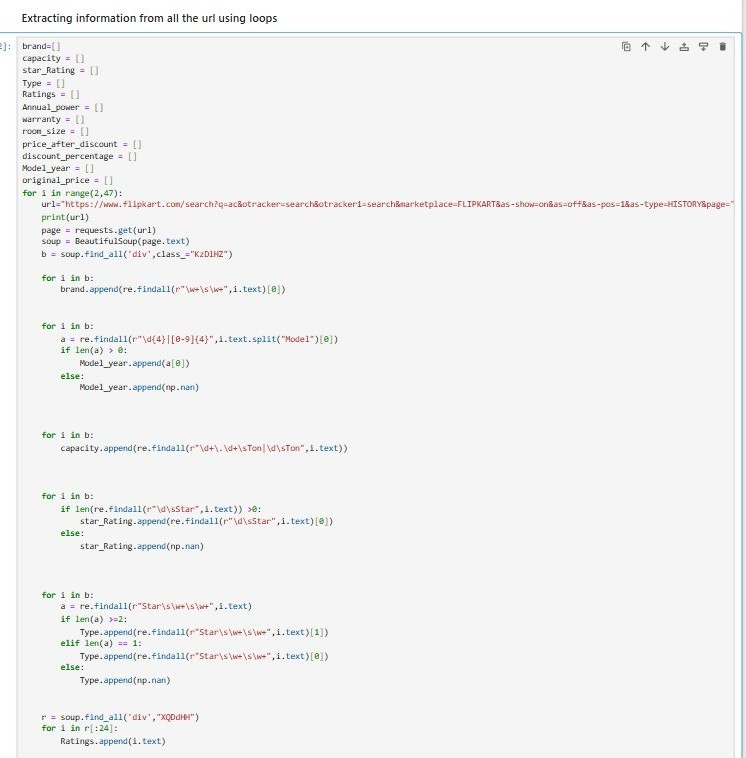 Extracting information from all the url using loops
2]:
brand=[]
capacity = []
star_Rating = []
Type = []
Ratings = []
Annual_power = []
warranty = []
room_size = []
price_after_discount = []
discount_percentage = []
Model_year = []
original_price = []
for i in range(2,47):
    url="https://www.flipkart.com/search?q=ac&otracker=search&otracker1=search&marketplace=FLIPKART&as-show=on&as=off&as-pos=1&as-type=HISTORY&page="
    print(url)
    page = requests.get(url)
    soup = BeautifulSoup(page.text)
    b = soup.find_all('div',class_="KzDlHZ")
    for i in b:
        brand.append(re.findall(r"\w+\s\w+",i.text)[0])
    for i in b:
        a = re.findall(r"\d{4}|[0-9]{4}",i.text.split("Model")[0])
        if len(a) > 0:
            Model_year.append(a[0])
        else:
            Model_year.append(np.nan)
    for i in b:
        capacity.append(re.findall(r"\d+\.\d+\sTon|\d\sTon",i.text))
    for i in b:
        if len(re.findall(r"\d\sStar",i.text)) >0:
            star_Rating.append(re.findall(r"\d\sStar",i.text)[0])
        else:
            star_Rating.append(np.nan)
    for i in b:
        a = re.findall(r"Star\s\w+\s\w+",i.text)
        if len(a) >=2:
            Type.append(re.findall(r"Star\s\w+\s\w+",i.text)[1])
        elif len(a) == 1:
            Type.append(re.findall(r"Star\s\w+\s\w+",i.text)[0])
        else:
            Type.append(np.nan)
    r = soup.find_all('div',"XQDdHH")
    for i in r[:24]:
        Ratings.append(i.text)